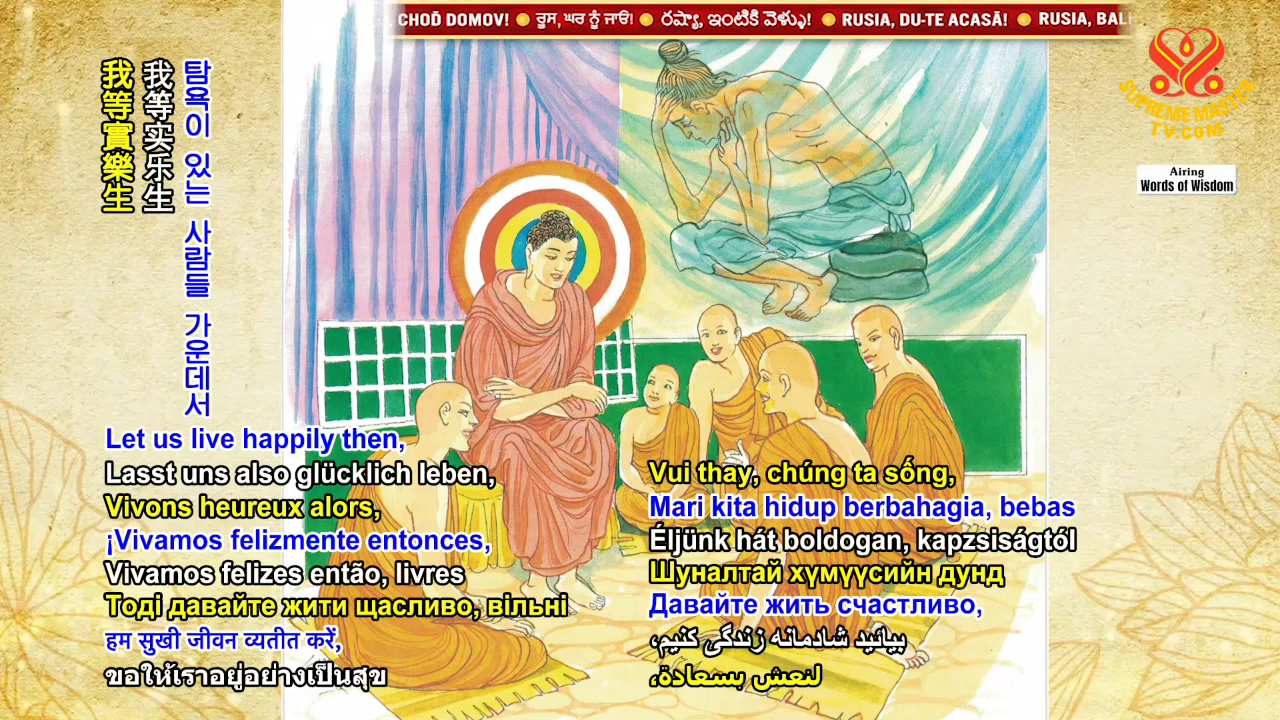 CHOĎ DOMOV! ਰੂਸ, ਘਰ ਨੂੰ ਜਾਓ! రష్యా, ఇంటికి వెళ్ళు! RUSIA, DU-TE ACASĂ! RUSIA,
SUPREME MASTER
TV.COM
Airing
Words of Wisdom
我等實樂生
我等实乐生
탐욕이 있는 사람들 가운데서
Let us live happily then,
Lasst uns also glücklich leben,
Vivons heureux alors,
¡Vivamos felizmente entonces,
Vivamos felizes então, livres
Тоді давайте жити щасливо, вільні
हम सुखी जीवन व्यतीत करें,
ขอให้เราอยู่อย่างเป็นสุข
Vui thay, chúng ta sống,
Mari kita hidup berbahagia, bebas
Éljünk hát boldogan, kapzsiságtól
Шуналтай хүмүүсийн дунд
Давайте жить счастливо,
بیائید شادمانه زندگی کنیم،
لنعش بسعادة،